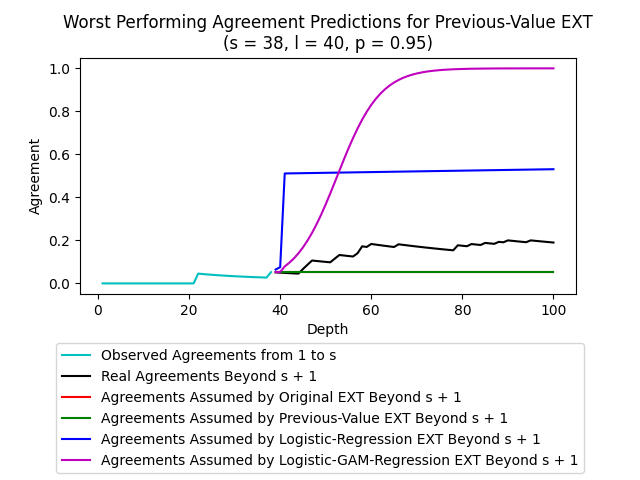 Worst Performing Agreement Predictions for Previous-Value EXT
(s = 38, l = 40, p = 0.95)
1.0
0.8
0.6
0.4
0.2
0.0
Agreement
0
20
40
60
80
100
Depth
Observed Agreements from 1 to s
Real Agreements Beyond s + 1
Agreements Assumed by Original EXT Beyond s + 1
Agreements Assumed by Previous-Value EXT Beyond s + 1
Agreements Assumed by Logistic-Regression EXT Beyond s + 1
Agreements Assumed by Logistic-GAM-Regression EXT Beyond s + 1